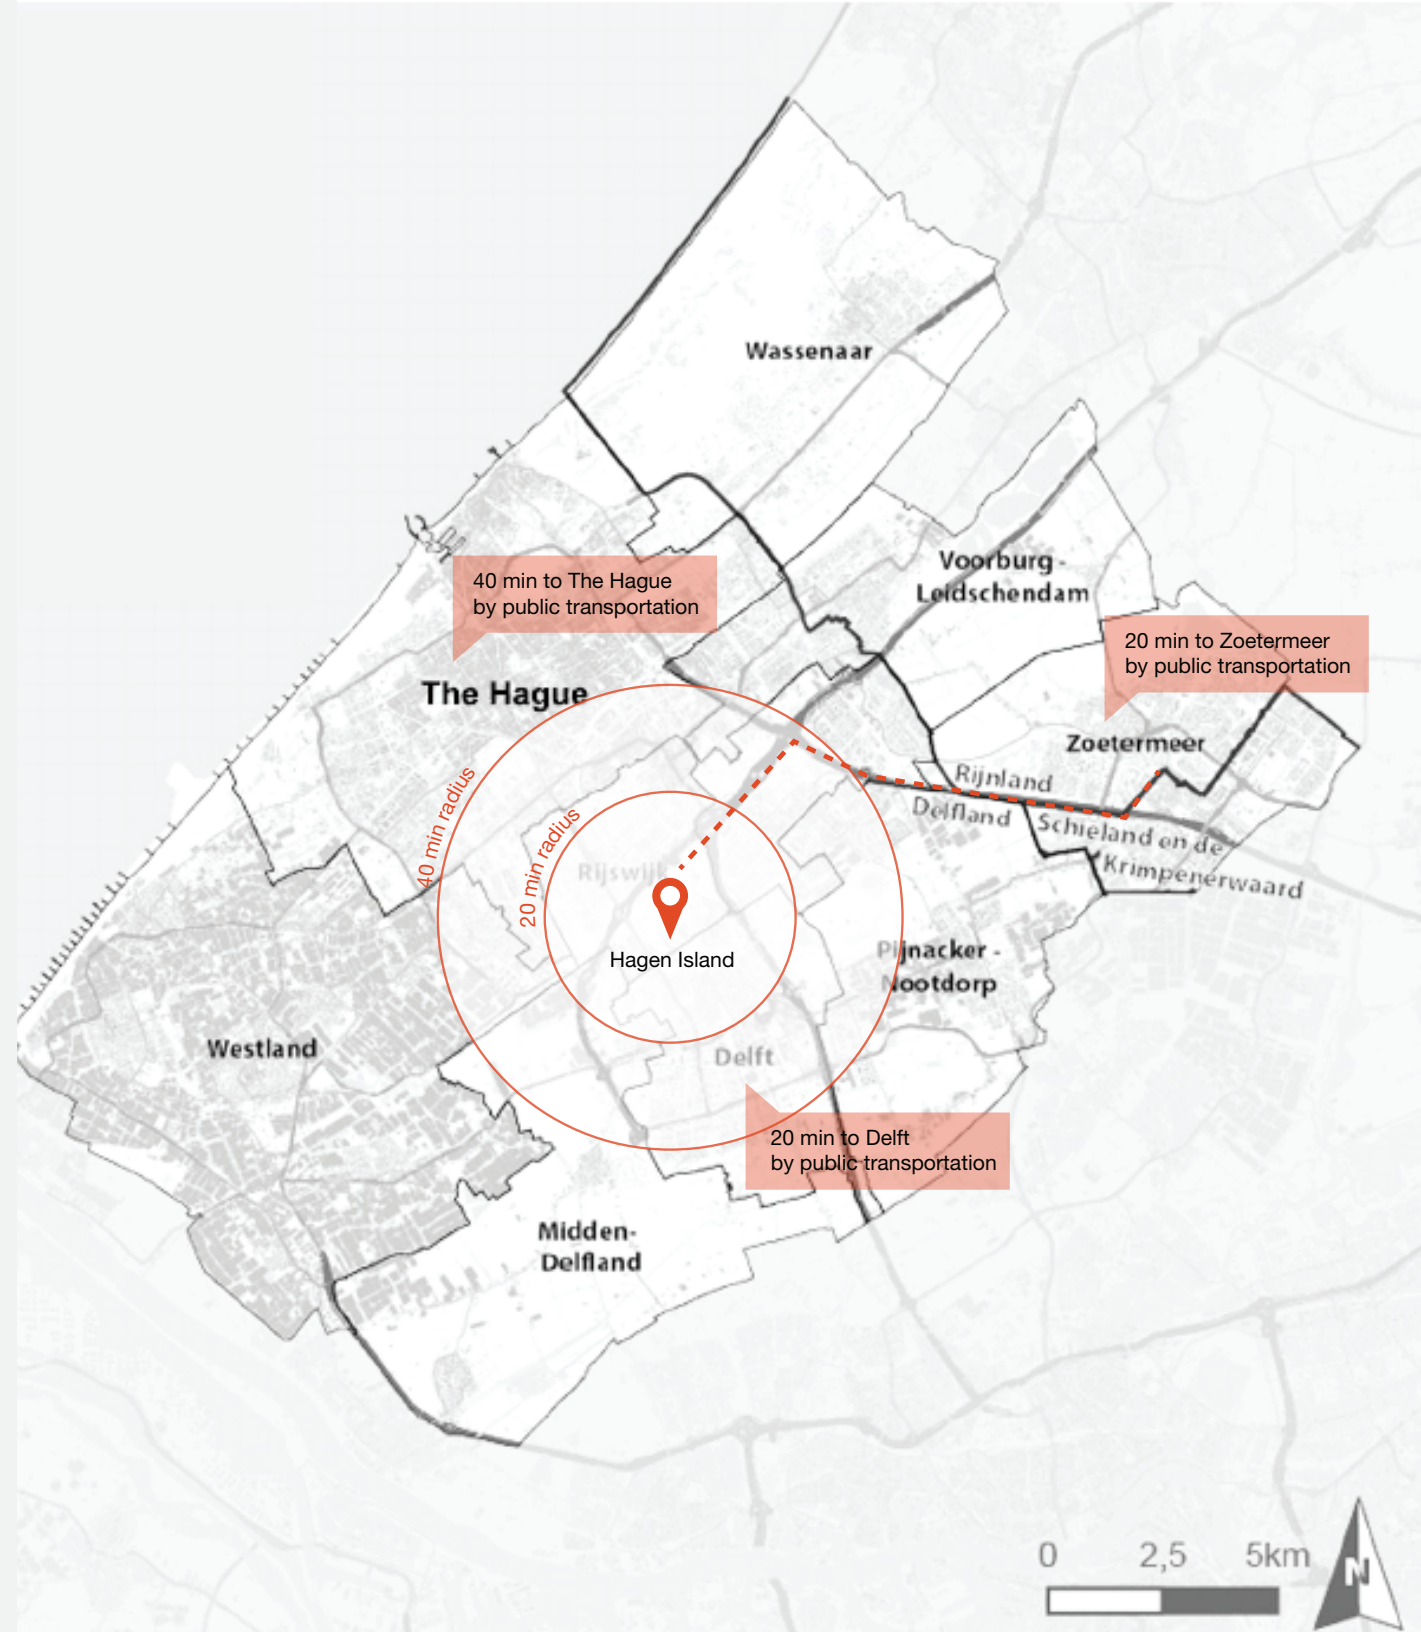 Wassenaar
Voorburg -
Leidschendam
40 min to The Hague
by public transportation
20 min to Zoetermeer
by public transportation
The Hague
Zoetermeer
Rijnland
Delfland
Schieland en de
Krimpenerwaard
40 min radius
20 min radius
Rijswijk
Hagen Island
Pijnacker -
Nootdorp
Westland
Delft
20 min to Delft
by public transportation
Midden-
Delfland
0 2,5 5km
N